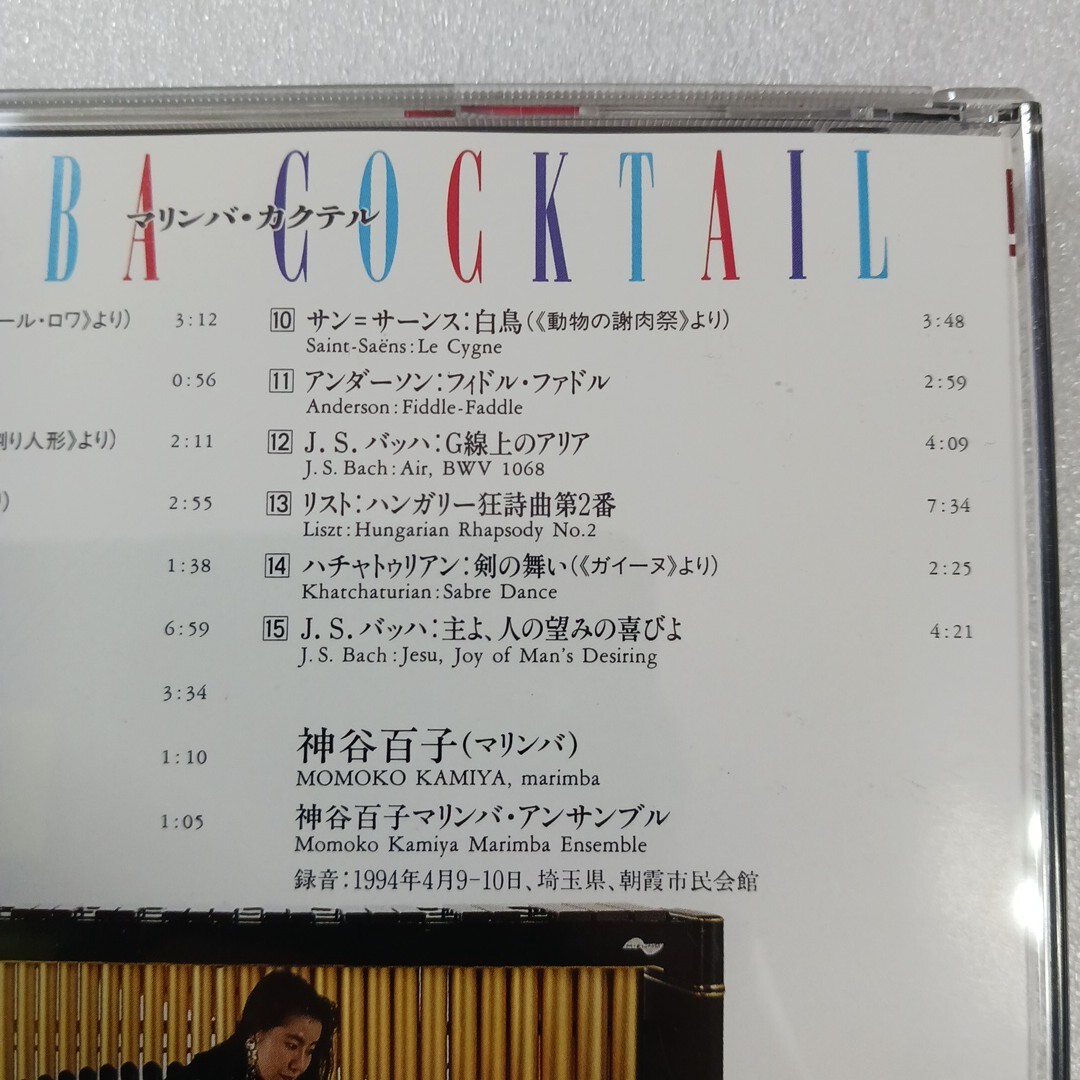 BA COCKTAIL
マリンバ・カクテル
ール・ロワ》より) 3:12
0:56
割り人形》より) 2:11
2:55
1:38
6:59
3:34
1:10
1:05
10 サン=サーンス:白鳥(《動物の謝肉祭》より) 3:48
Saint-Saëns:Le Cygne
11 アンダーソン:フィドル・ファドル 2:59
Anderson:Fiddle-Faddle
12 J.S.バッハ:G線上のアリア 4:09
J.S.Bach:Air, BWV 1068
13 リスト:ハンガリー狂詩曲第2番 7:34
Liszt:Hungarian Rhapsody No.2
14 ハチャトゥリアン:剣の舞い(《ガイーヌ》より) 2:25
Khatchaturian:Sabre Dance
15 J.S.バッハ:主よ、人の望みの喜びよ 4:21
J.S.Bach:Jesu, Joy of Man's Desiring
神谷百子(マリンバ)
MOMOKO KAMIYA, marimba
神谷百子マリンバ・アンサンブル
Momoko Kamiya Marimba Ensemble
録音:1994年4月9-10日、埼玉県、朝霞市民会館